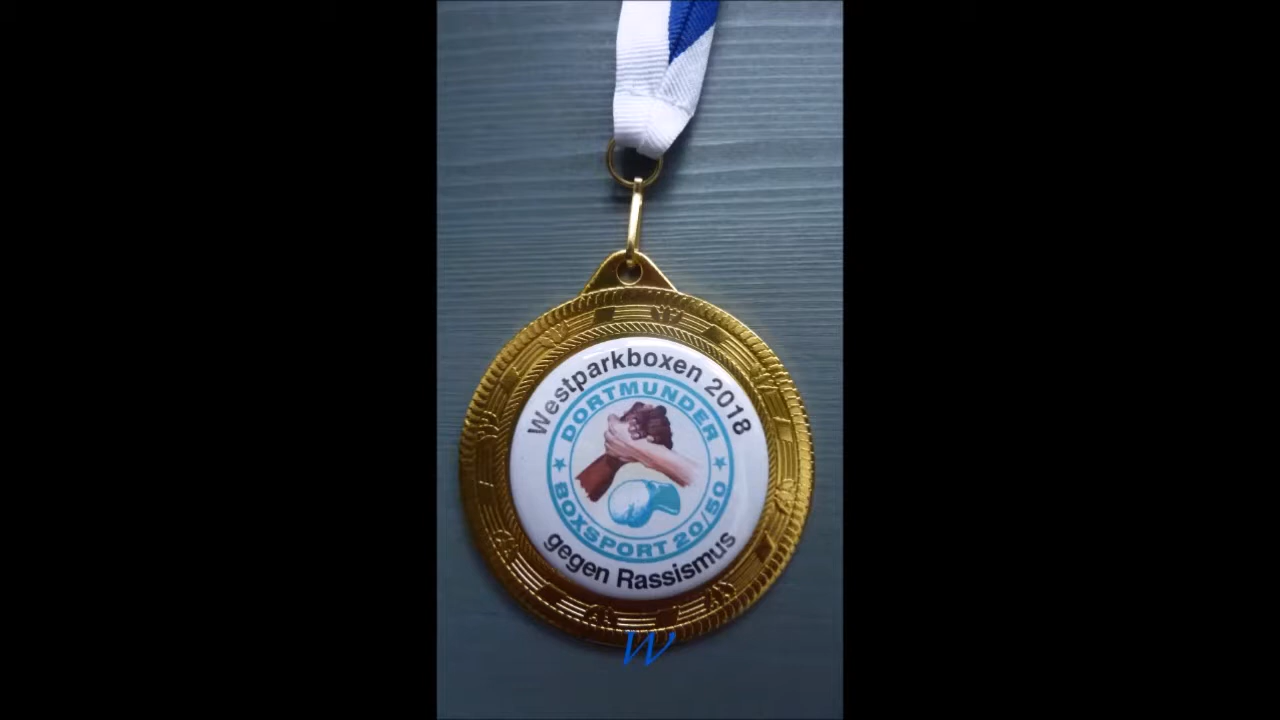 Westparkboxen 2018
DORTMUNDER
BOXSPORT 20/50
gegen Rassismus
W